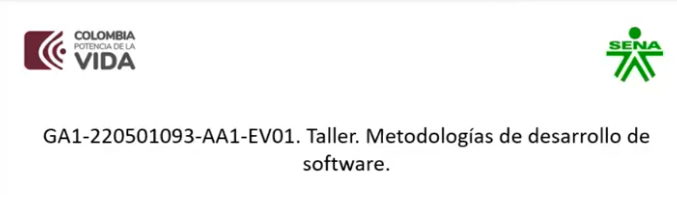 COLOMBIA
POTENCIA DE LA
VIDA
SENA
GA1-220501093-AA1-EV01. Taller. Metodologías de desarrollo de
software.